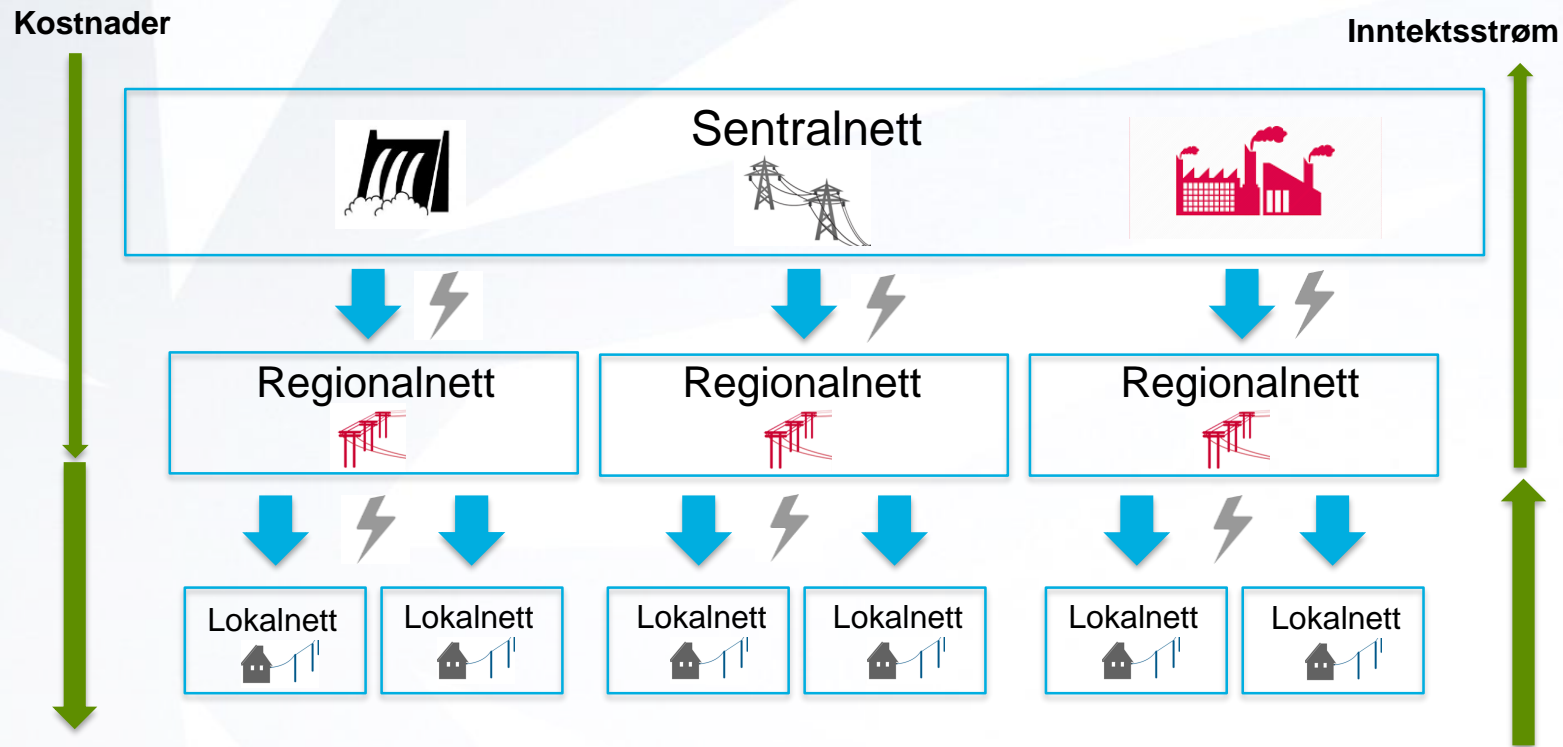 Kostnader
Inntektsstrøm
Sentralnett
Regionalnett
Regionalnett
Regionalnett
Lokalnett
Lokalnett
Lokalnett
Lokalnett
Lokalnett
Lokalnett